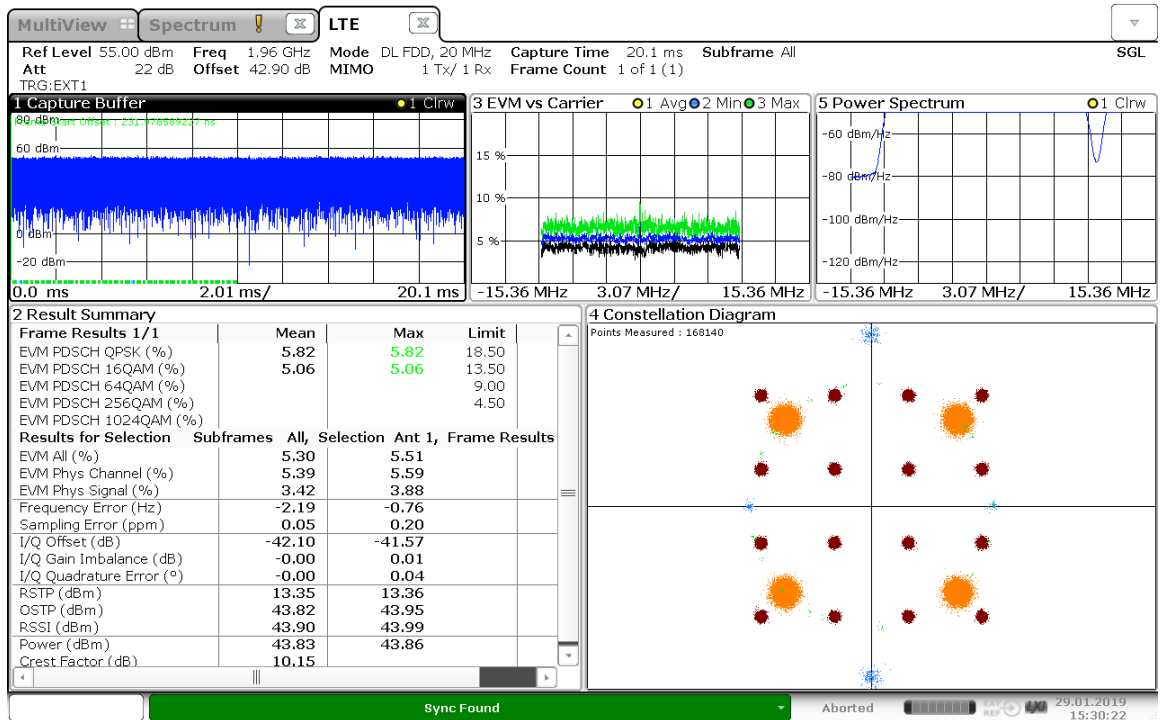 MultiView Spectrum LTE
Ref Level 55.00 dBm Freq 1.96 GHz Mode DL FDD, 20 MHz Capture Time 20.1 ms Subframe All SGL
Att 22 dB Offset 42.90 dB MIMO 1 Tx/ 1 Rx Frame Count 1 of 1 (1)
TRG:EXT1
1 Capture Buffer 1 Clrw
80 dBm
Frame Start Offset : 231.978589227 ns
60 dBm
0 dBm
-20 dBm
0.0 ms 2.01 ms/ 20.1 ms
3 EVM vs Carrier 1 Avg 2 Min 3 Max
15 %
10 %
5 %
-15.36 MHz 3.07 MHz/ 15.36 MHz
5 Power Spectrum 1 Clrw
-60 dBm/Hz
-80 dBm/Hz
-100 dBm/Hz
-120 dBm/Hz
-15.36 MHz 3.07 MHz/ 15.36 MHz
2 Result Summary
Frame Results 1/1 Mean Max Limit
EVM PDSCH QPSK (%) 5.82 5.82 18.50
EVM PDSCH 16QAM (%) 5.06 5.06 13.50
EVM PDSCH 64QAM (%) 9.00
EVM PDSCH 256QAM (%) 4.50
EVM PDSCH 1024QAM (%)
Results for Selection Subframes All, Selection Ant 1, Frame Results
EVM All (%) 5.30 5.51
EVM Phys Channel (%) 5.39 5.59
EVM Phys Signal (%) 3.42 3.88
Frequency Error (Hz) -2.19 -0.76
Sampling Error (ppm) 0.05 0.20
I/Q Offset (dB) -42.10 -41.57
I/Q Gain Imbalance (dB) -0.00 0.01
I/Q Quadrature Error (°) -0.00 0.04
RSTP (dBm) 13.35 13.36
OSTP (dBm) 43.82 43.95
RSSI (dBm) 43.90 43.99
Power (dBm) 43.83 43.86
Crest Factor (dB) 10.15
4 Constellation Diagram
Points Measured : 168140
Sync Found
Aborted
EXT
REF
LXI
29.01.2019
15:30:22